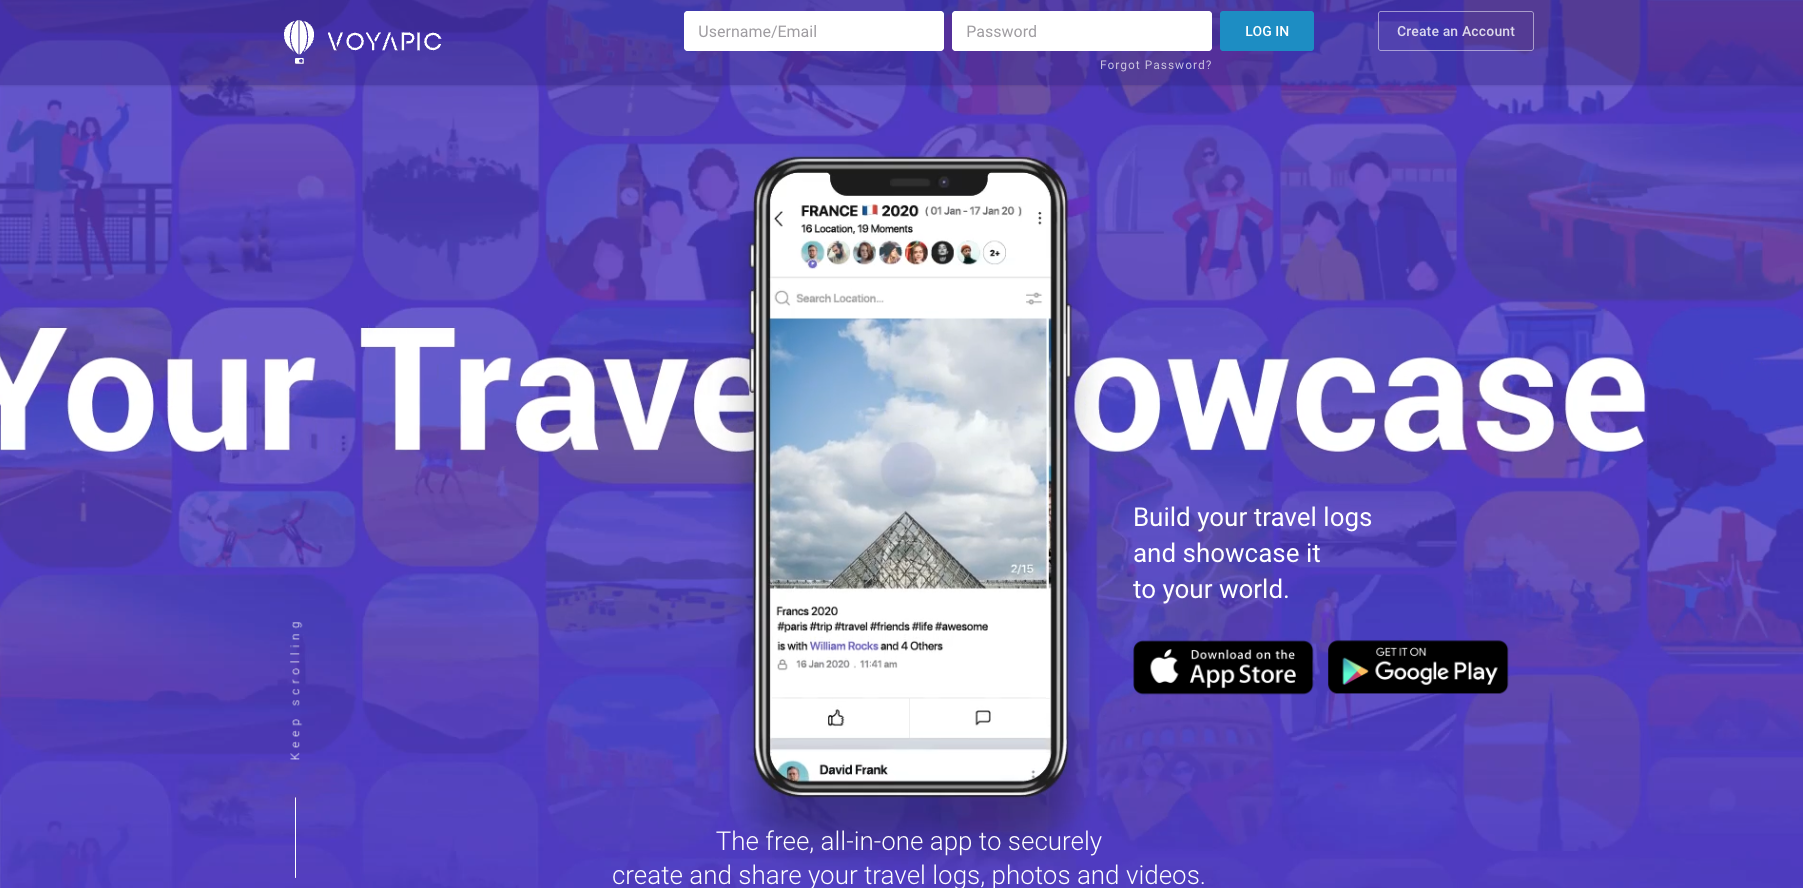 VOYAPIC
Username/Email
Password
LOG IN
Create an Account
Forgot Password?
FRANCE 2020 ( 01 Jan - 17 Jan 20 )
16 Location, 19 Moments
2+
Search Location...
Your Trave owcase
2/15
Francs 2020
#paris #trip #travel #friends #life #awesome
is with William Rocks and 4 Others
16 Jan 2020 . 11:41 am
David Frank
Build your travel logs
and showcase it
to your world.
Download on the
App Store
GET IT ON
Google Play
Keep scrolling
The free, all-in-one app to securely
create and share your travel logs, photos and videos.